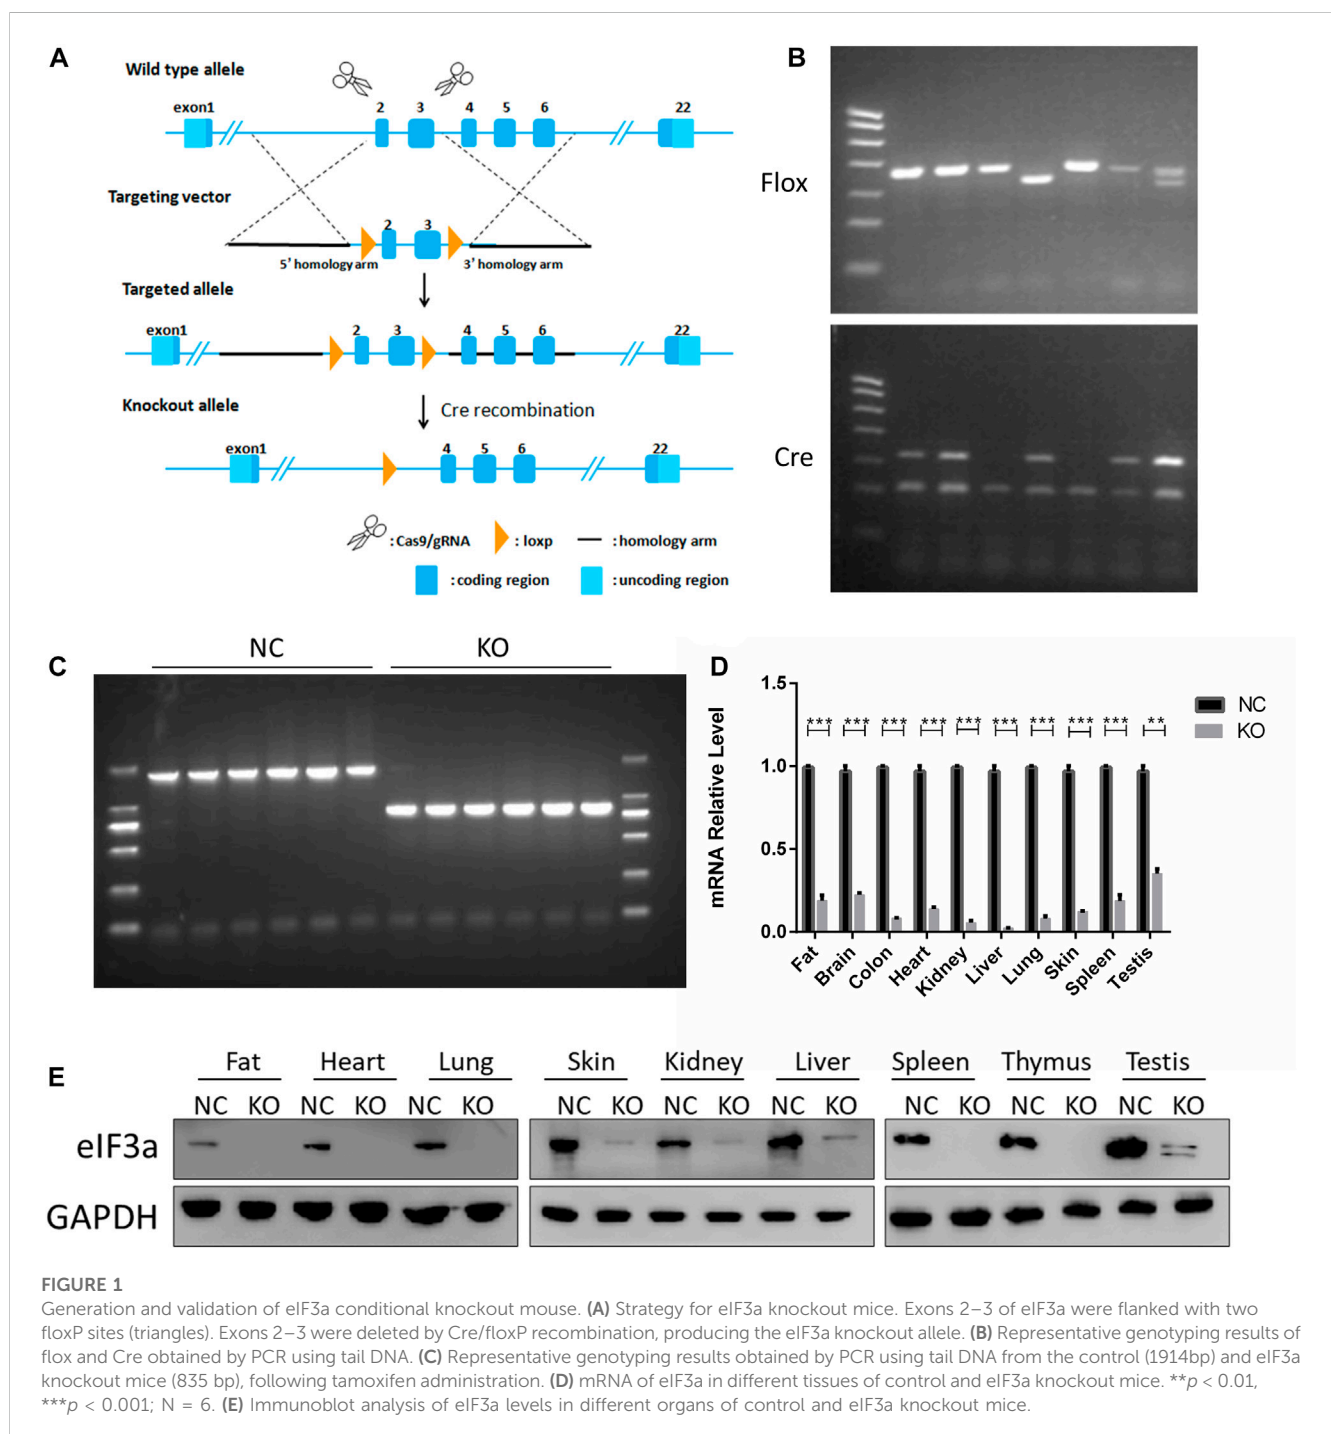 A
Wild type allele
exon1
2
3
4
5
6
22
Targeting vector
2
3
5' homology arm
3' homology arm
Targeted allele
exon1
2
3
4
5
6
22
Knockout allele
Cre recombination
exon1
4
5
6
22
: Cas9/gRNA
: loxp
: homology arm
: coding region
: uncoding region
B
Flox
Cre
C
NC
KO
D
mRNA Relative Level
1.5
1.0
0.5
0.0
*** *** *** *** *** *** *** *** *** **
NC
KO
Fat
Brain
Colon
Heart
Kidney
Liver
Lung
Skin
Spleen
Testis
E
Fat Heart Lung Skin Kidney Liver Spleen Thymus Testis
NC KO NC KO NC KO NC KO NC KO NC KO NC KO NC KO NC KO
eIF3a
GAPDH
FIGURE 1
Generation and validation of eIF3a conditional knockout mouse. (A) Strategy for eIF3a knockout mice. Exons 2–3 of eIF3a were flanked with two
floxP sites (triangles). Exons 2–3 were deleted by Cre/floxP recombination, producing the eIF3a knockout allele. (B) Representative genotyping results of
flox and Cre obtained by PCR using tail DNA. (C) Representative genotyping results obtained by PCR using tail DNA from the control (1914bp) and eIF3a
knockout mice (835 bp), following tamoxifen administration. (D) mRNA of eIF3a in different tissues of control and eIF3a knockout mice. **p < 0.01,
***p < 0.001; N = 6. (E) Immunoblot analysis of eIF3a levels in different organs of control and eIF3a knockout mice.